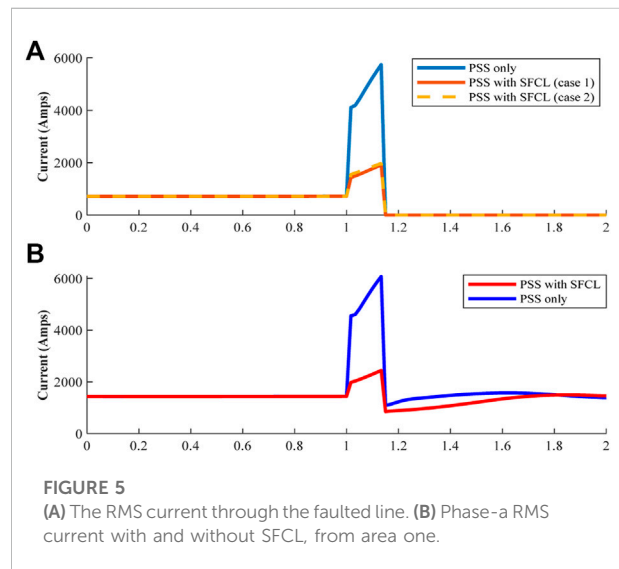 A
6000
4000
2000
0
Current (Amps)
PSS only
PSS with SFCL (case 1)
PSS with SFCL (case 2)
0 0.2 0.4 0.6 0.8 1 1.2 1.4 1.6 1.8 2
B
6000
4000
2000
0
Current (Amps)
PSS with SFCL
PSS only
0 0.2 0.4 0.6 0.8 1 1.2 1.4 1.6 1.8 2
FIGURE 5
(A) The RMS current through the faulted line. (B) Phase-a RMS
current with and without SFCL, from area one.